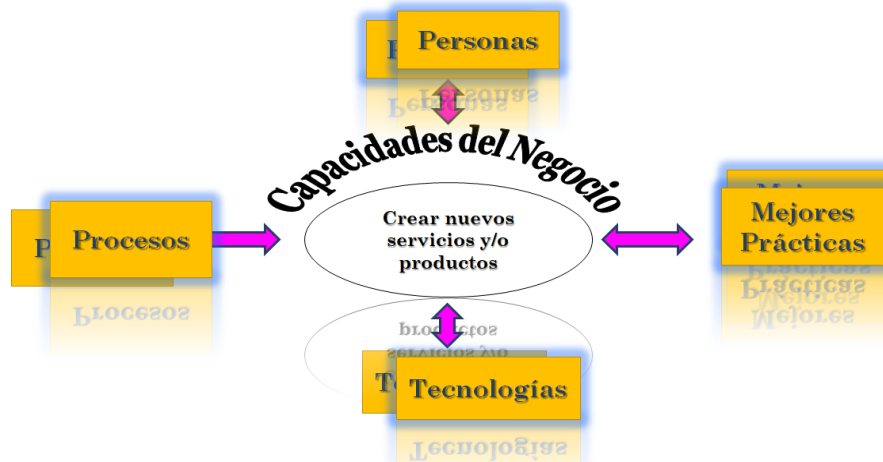 Personas
Capacidades del Negocio
Crear nuevos
servicios y/o
productos
Procesos
Mejores
Prácticas
Tecnologías